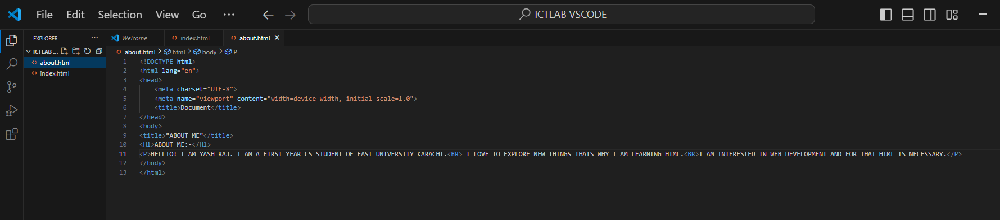 File Edit Selection View Go ··· ICTLAB VSCODE
EXPLORER ···
Welcome index.html about.html
ICTLAB ...
about.html
index.html
about.html > html > body > P
1 <!DOCTYPE html>
2 <html lang="en">
3 <head>
4 <meta charset="UTF-8">
5 <meta name="viewport" content="width=device-width, initial-scale=1.0">
6 <title>Document</title>
7 </head>
8 <body>
9 <title>"ABOUT ME"</title>
10 <H1>ABOUT ME:-</H1>
11 <P>HELLIO! I AM YASH RAJ. I AM A FIRST YEAR CS STUDENT OF FAST UNIVERSITY KARACHI.<BR> I LOVE TO EXPLORE NEW THINGS THATS WHY I AM LEARNING HTML.<BR>I AM INTERESTED IN WEB DEVELOPMENT AND FOR THAT HTML IS NECESSARY.</P>
12 </body>
13 </html>